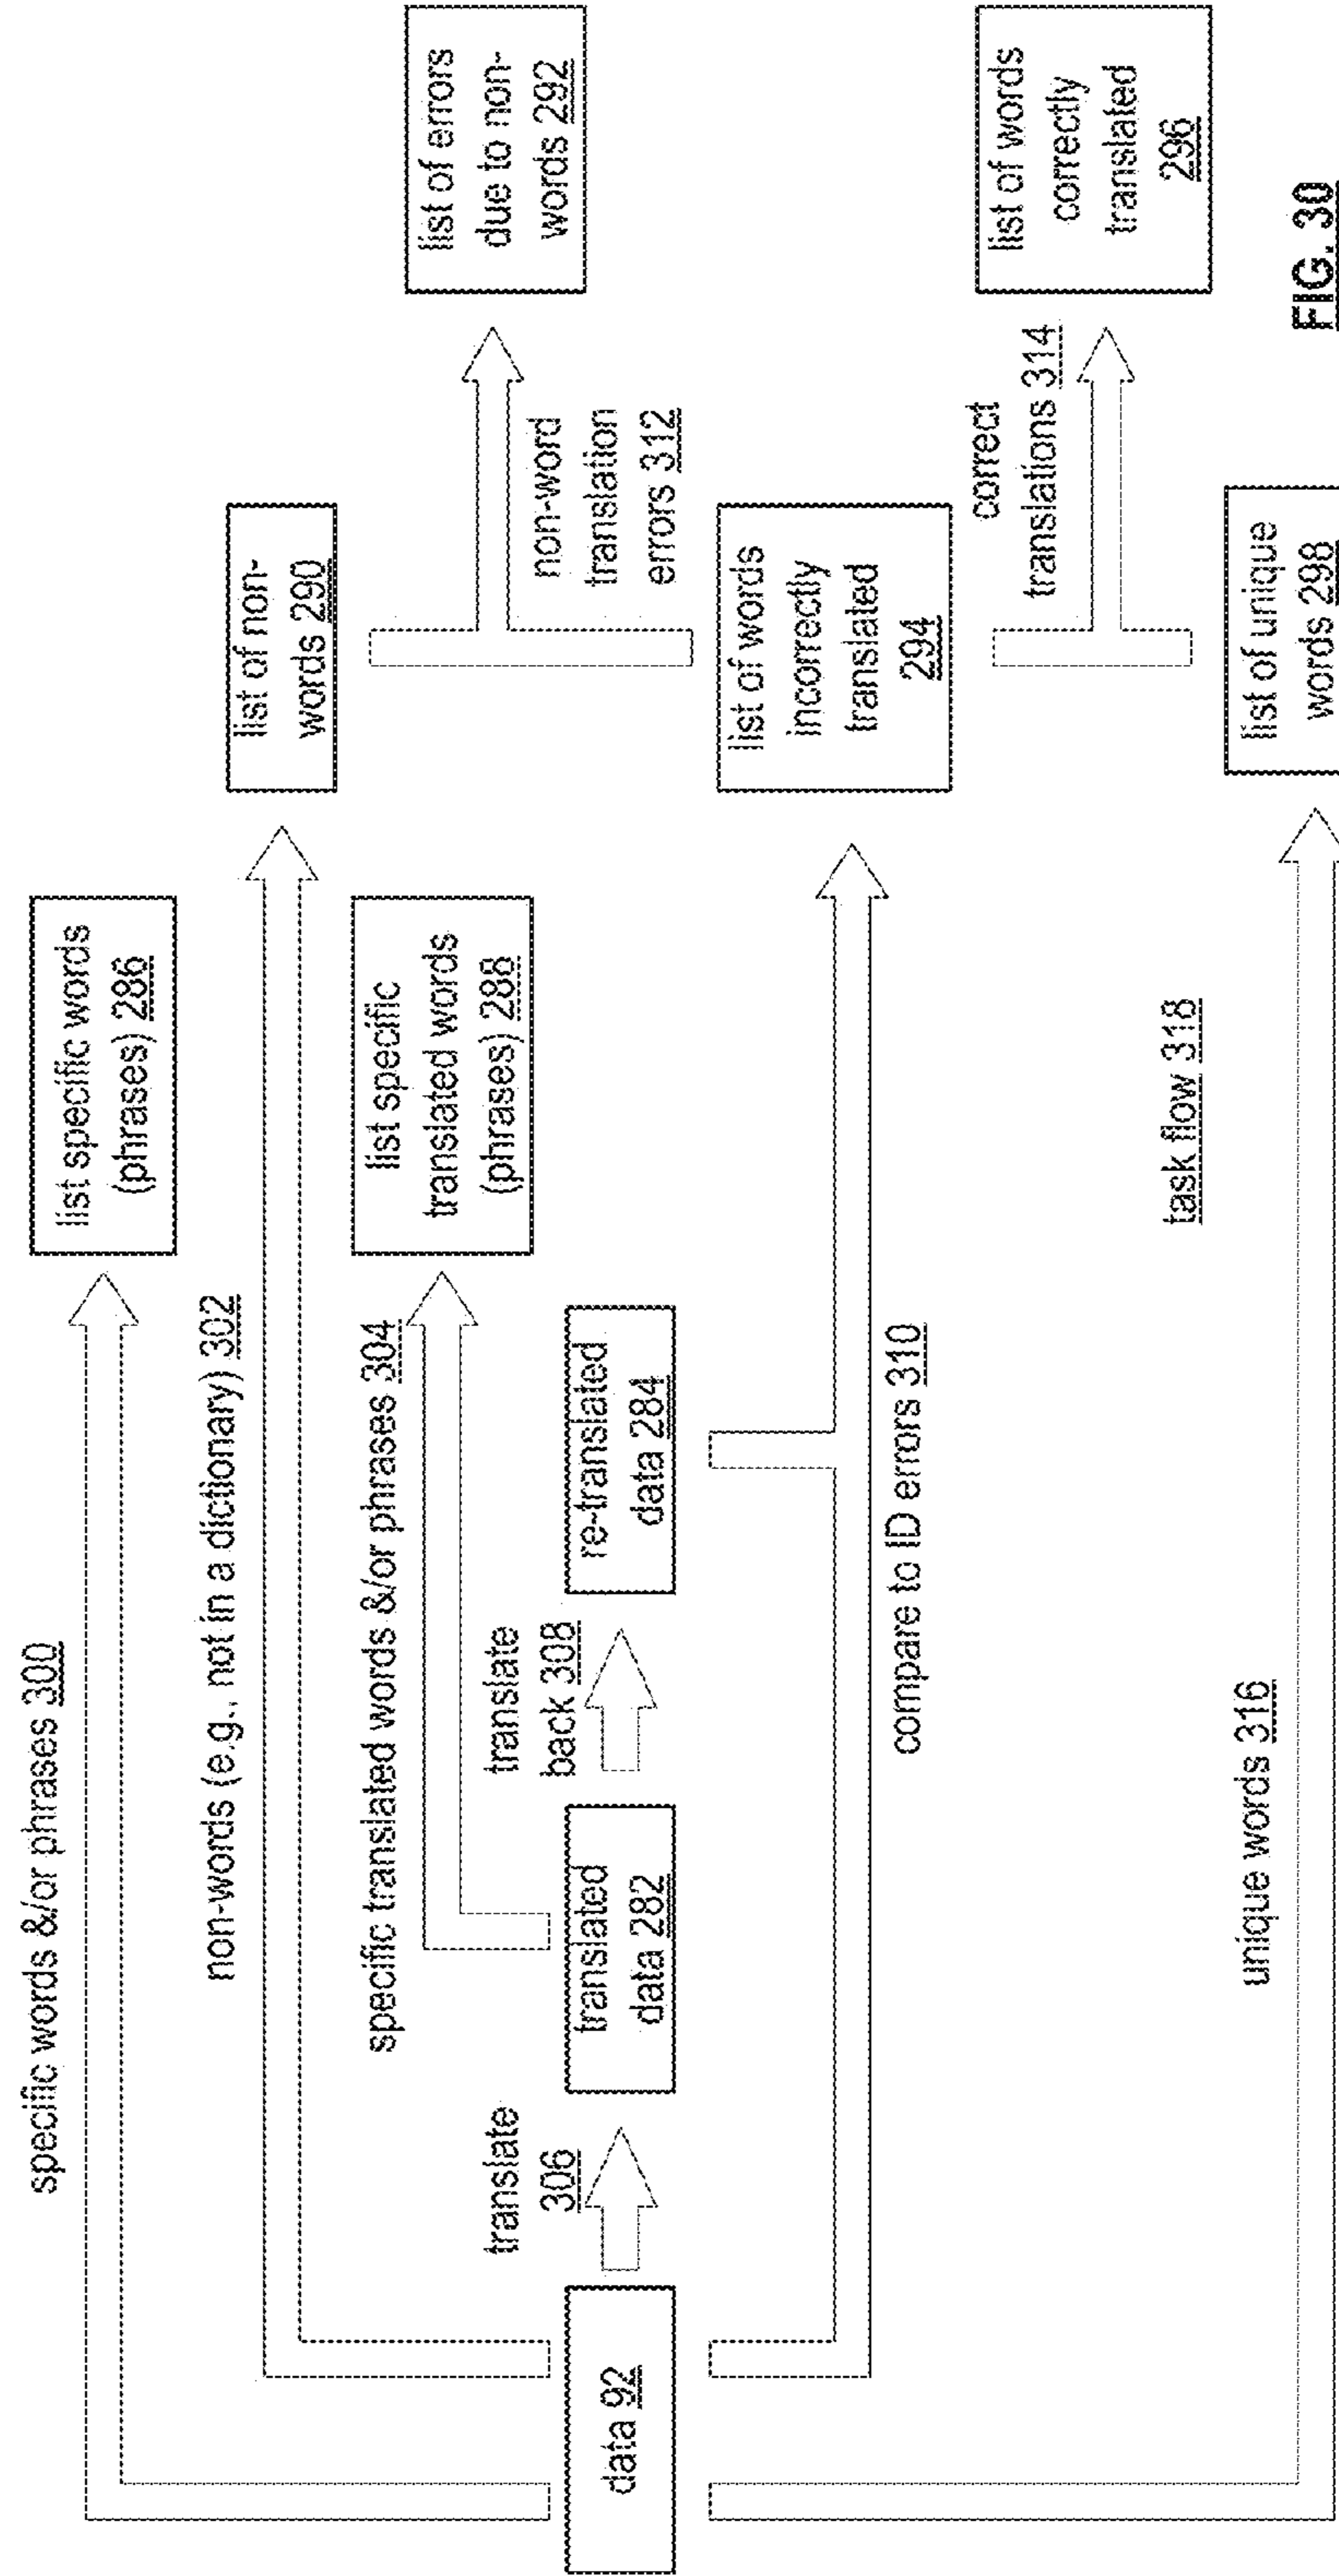 specific words &/or phrases 300
list specific words
(phrases) 286
non-words (e.g., not in a dictionary) 302
list of non-
words 290
specific translated words &/or phrases 304
list specific
translated words
(phrases) 288
list of errors
due to non-
words 292
non-word
translation
errors 312
data 92
translate
306
translated
data 282
translate
back 308
re-translated
data 284
compare to ID errors 310
list of words
incorrectly
translated
294
correct
translations 314
list of words
correctly
translated
296
task flow 318
unique words 316
list of unique
words 298
FIG. 30